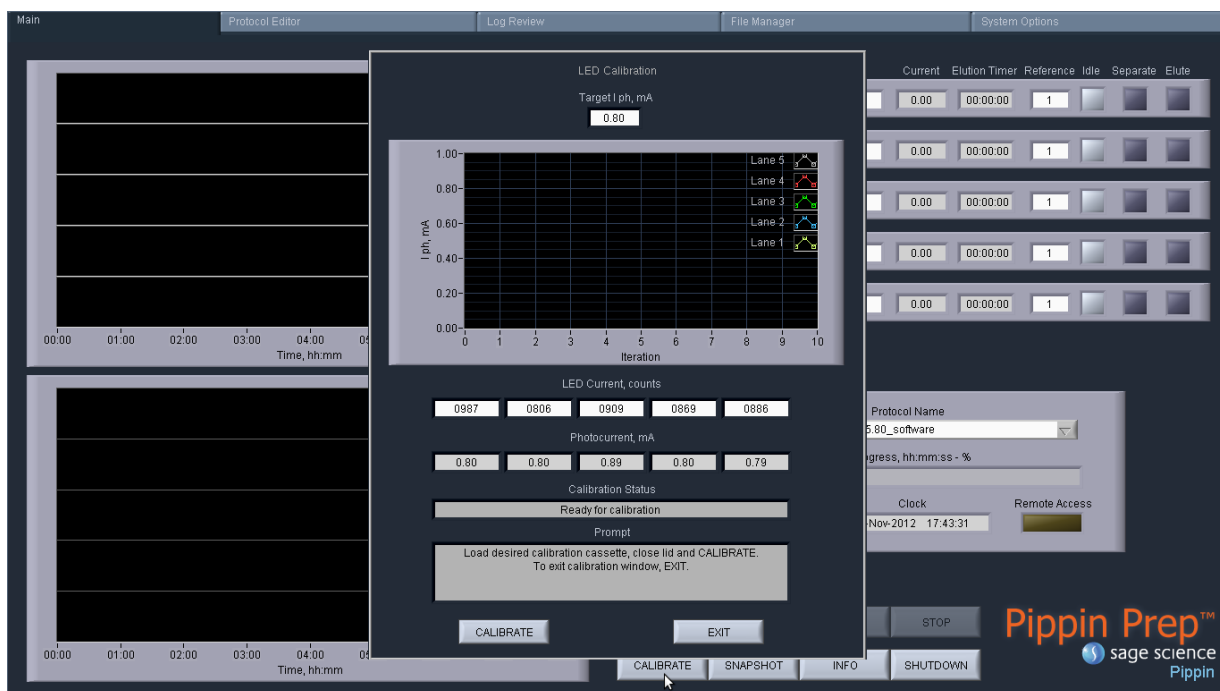 Main
Protocol Editor
Log Review
File Manager
System Options
LED Calibration
Target I ph, mA
0.80
1.00
0.80
0.60
0.40
0.20
0.00
I ph, mA
0 1 2 3 4 5 6 7 8 9 10
Iteration
Lane 5
Lane 4
Lane 3
Lane 2
Lane 1
LED Current, counts
0987 0806 0909 0869 0886
Photocurrent, mA
0.80 0.80 0.89 0.80 0.79
Calibration Status
Ready for calibration
Prompt
Load desired calibration cassette, close lid and CALIBRATE.
To exit calibration window, EXIT.
CALIBRATE
EXIT
Current Elution Timer Reference Idle Separate Elute
0.00 00:00:00 1
0.00 00:00:00 1
0.00 00:00:00 1
0.00 00:00:00 1
0.00 00:00:00 1
00:00 01:00 02:00 03:00 04:00
Time, hh:mm
00:00 01:00 02:00 03:00 04:00
Time, hh:mm
Protocol Name
5.80_software
ogress, hh:mm:ss - %
Clock
Remote Access
-Nov-2012 17:43:31
STOP
CALIBRATE
SNAPSHOT
INFO
SHUTDOWN
Pippin Prep™
sage science
Pippin